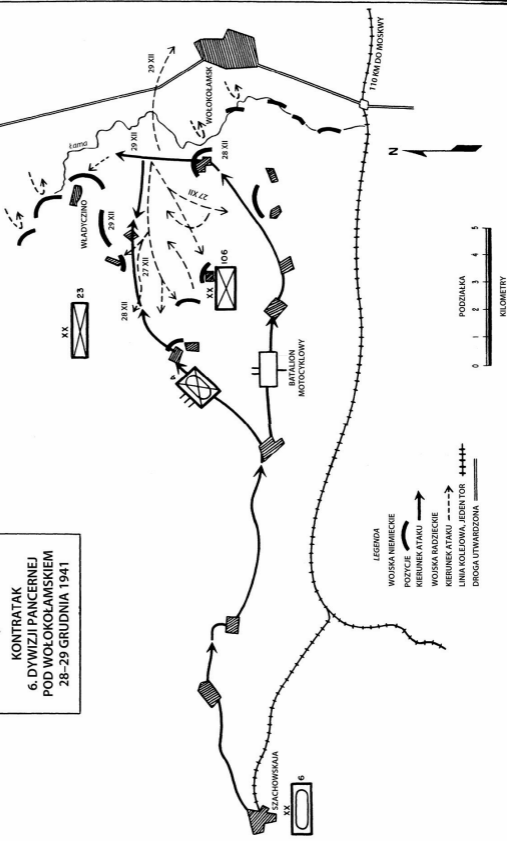 KONTRATAK
6. DYWIZJI PANCERNEJ
POD WOŁOKOŁAMSKIEM
28–29 GRUDNIA 1941
29 XII
WOŁOKOŁAMSK
110 KM DO MOSKWY
Łama
29 XII
28 XII
N
WŁADYCZINO
29 XII
27 XII
27 XII
28 XII
XX
23
XX
106
4
BATALION
MOTOCYKLOWY
SZACHOWSKAJA
XX
6
PODZIAŁKA
0 1 2 3 4 5
KILOMETRY
LEGENDA
WOJSKA NIEMIECKIE
POZYCJE
KIERUNEK ATAKU
WOJSKA RADZIECKIE
KIERUNEK ATAKU
LINIA KOLEJOWA, JEDEN TOR
DROGA UTWARDZONA